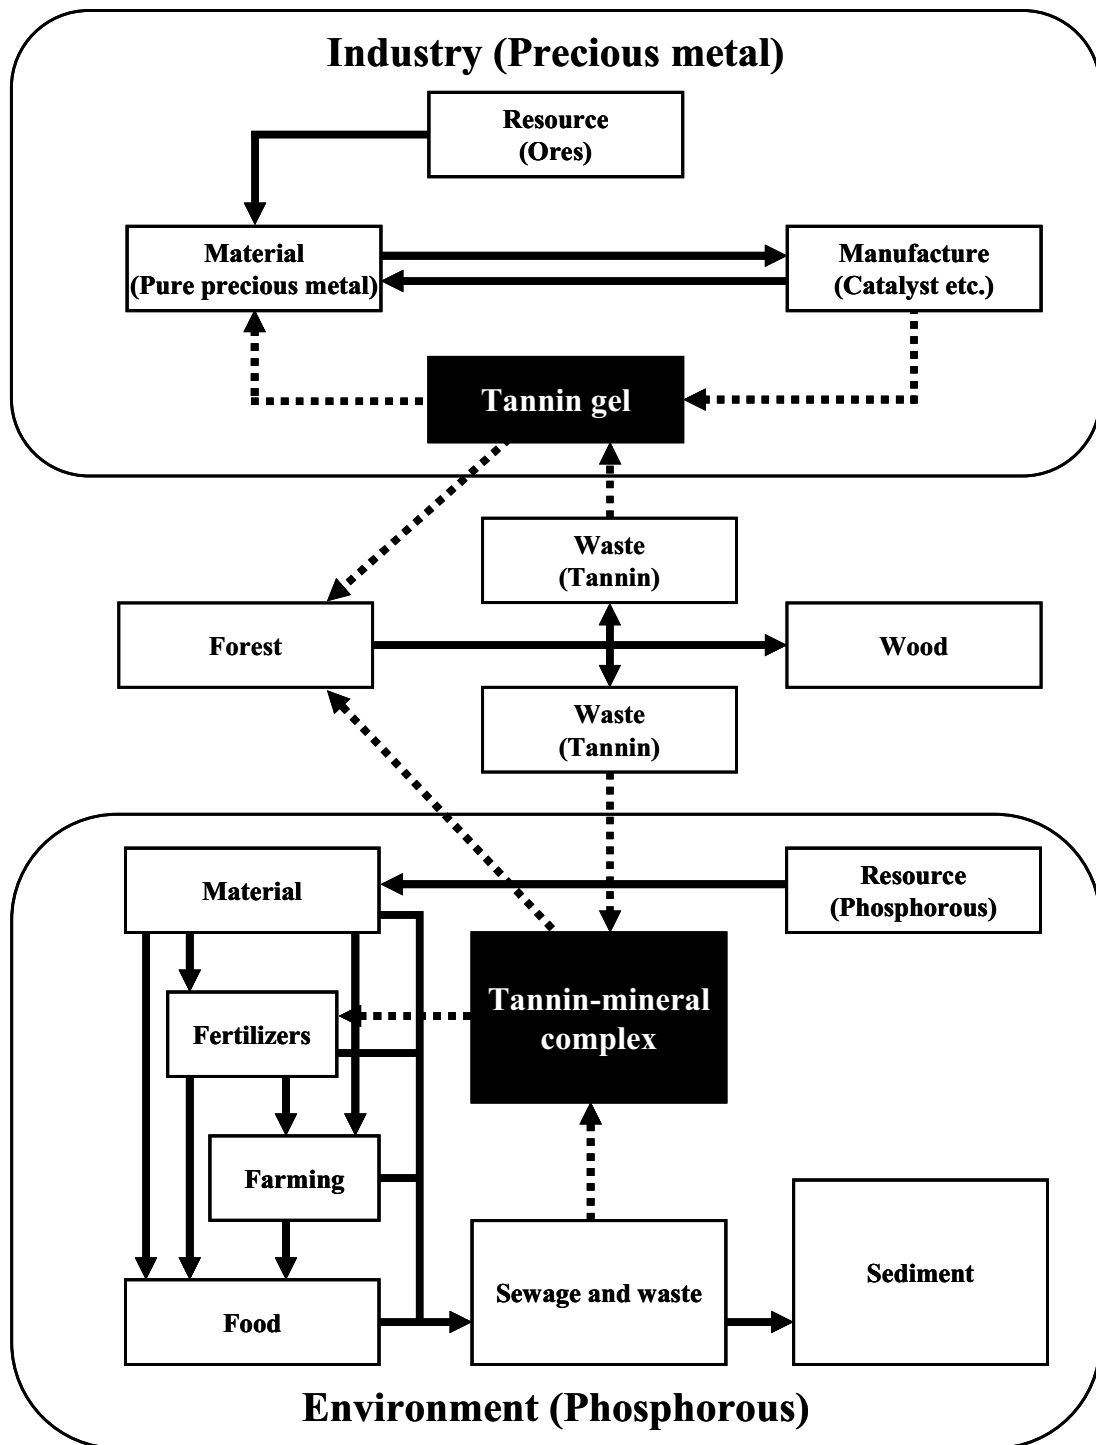 Industry (Precious metal)
Resource
(Ores)
Material
(Pure precious metal)
Manufacture
(Catalyst etc.)
Tannin gel
Waste
(Tannin)
Forest
Wood
Waste
(Tannin)
Material
Resource
(Phosphorous)
Tannin-mineral
complex
Fertilizers
Farming
Food
Sewage and waste
Sediment
Environment (Phosphorous)